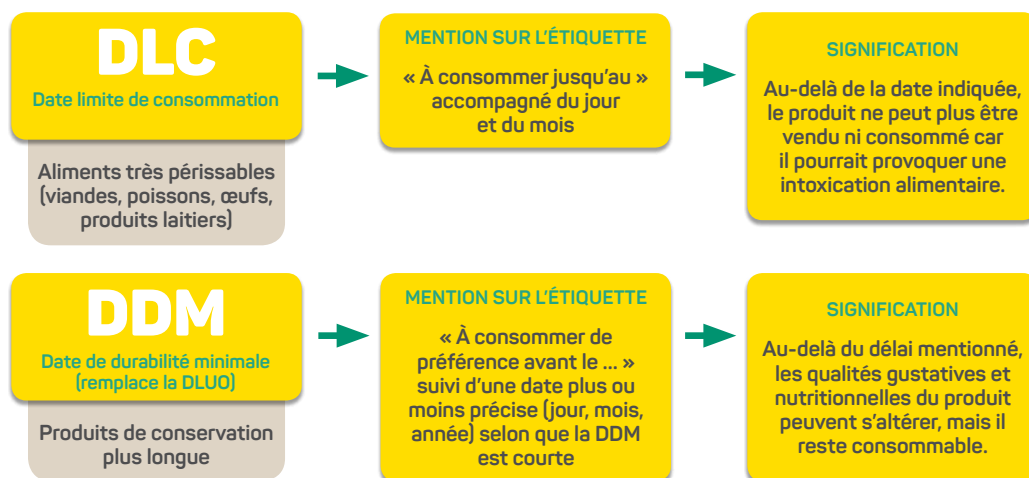 DLC
Date limite de consommation
Aliments très périssables
(viandes, poissons, œufs,
produits laitiers)
MENTION SUR L'ÉTIQUETTE
« À consommer jusqu'au »
accompagné du jour
et du mois
SIGNIFICATION
Au-delà de la date indiquée,
le produit ne peut plus être
vendu ni consommé car
il pourrait provoquer une
intoxication alimentaire.
DDM
Date de durabilité minimale
(remplace la DLUO)
Produits de conservation
plus longue
MENTION SUR L'ÉTIQUETTE
« À consommer de
préférence avant le ... »
suivi d'une date plus ou
moins précise (jour, mois,
année) selon que la DDM
est courte
SIGNIFICATION
Au-delà du délai mentionné,
les qualités gustatives et
nutritionnelles du produit
peuvent s'altérer, mais il
reste consommable.